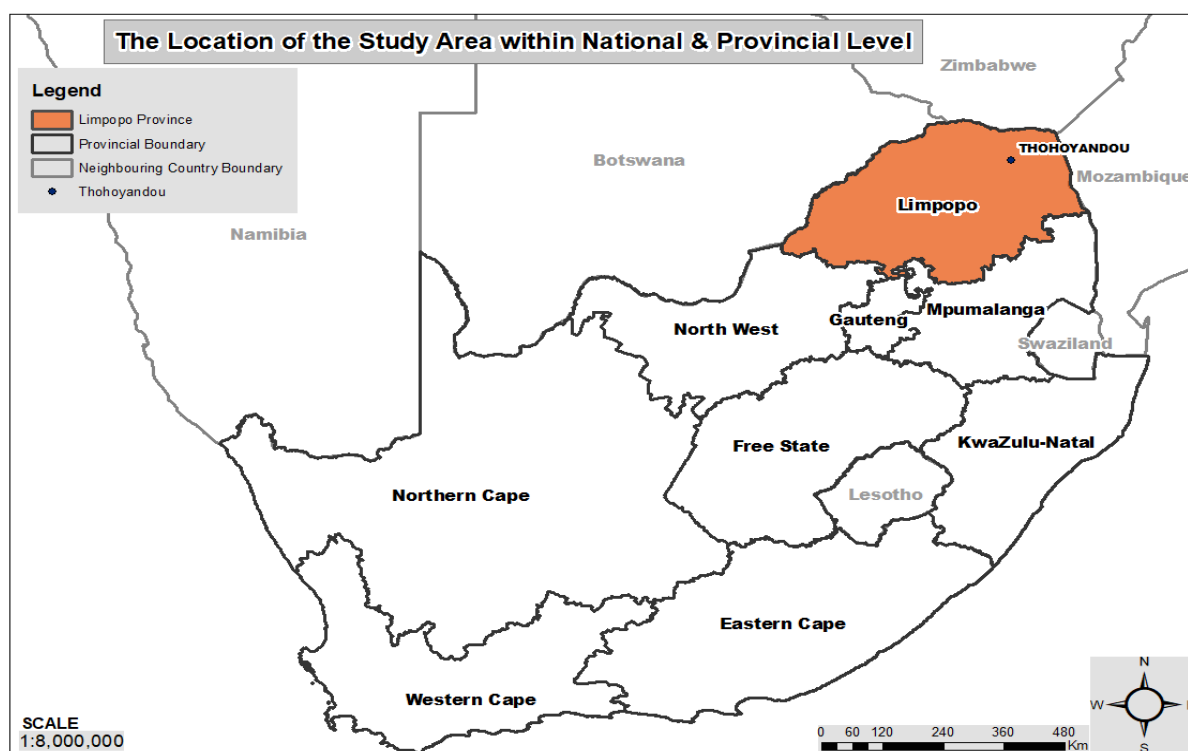 The Location of the Study Area within National & Provincial Level
Legend
Limpopo Province
Provincial Boundary
Neighbouring Country Boundary
Thohoyandou
Zimbabwe
Botswana
THOHOYANDOU
Mozambique
Limpopo
Namibia
North West
Gauteng
Mpumalanga
Swaziland
Free State
KwaZulu-Natal
Northern Cape
Lesotho
Eastern Cape
Western Cape
SCALE
1:8,000,000
0 60 120 240 360 480
Km
N
W
S